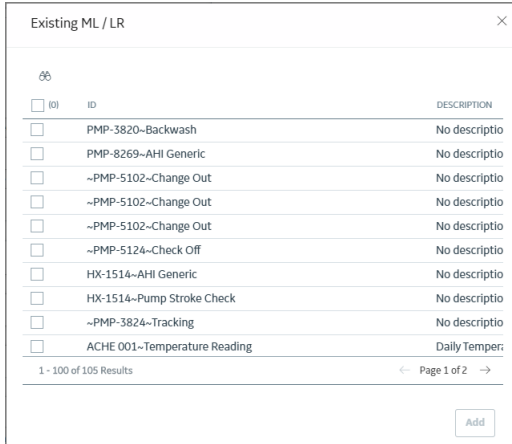 Existing ML / LR
(0) ID DESCRIPTION
PMP-3820~Backwash No descriptio
PMP-8269~AHI Generic No descriptio
~PMP-5102~Change Out No descriptio
~PMP-5102~Change Out No descriptio
~PMP-5102~Change Out No descriptio
~PMP-5124~Check Off No descriptio
HX-1514~AHI Generic No descriptio
HX-1514~Pump Stroke Check No descriptio
~PMP-3824~Tracking No descriptio
ACHE 001~Temperature Reading Daily Tempera
1 - 100 of 105 Results Page 1 of 2
Add